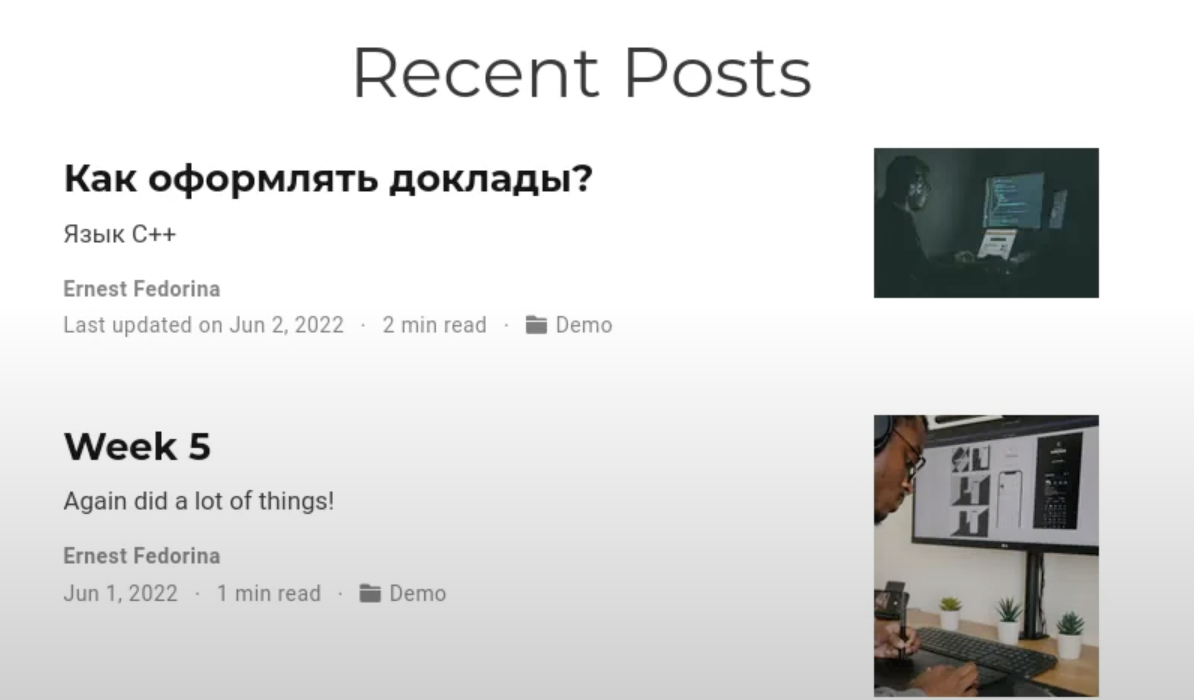 Recent Posts
Как оформлять доклады?
Язык C++
Ernest Fedorina
Last updated on Jun 2, 2022 · 2 min read · Demo
Week 5
Again did a lot of things!
Ernest Fedorina
Jun 1, 2022 · 1 min read · Demo